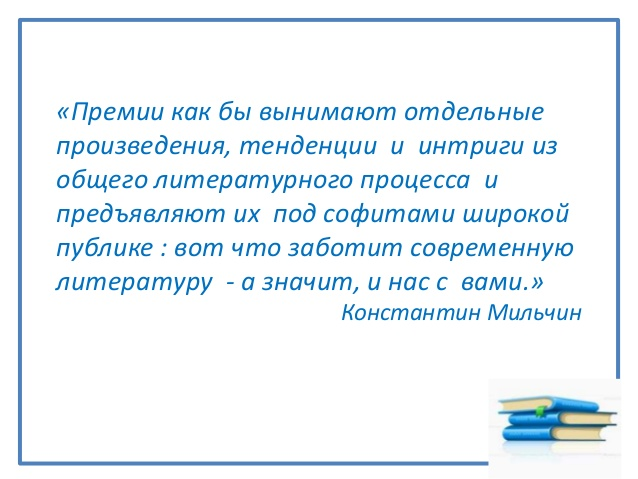 «Премии как бы вынимают отдельные
произведения, тенденции  и  интриги из
общего литературного процесса  и
предъявляют их  под софитами широкой
публике : вот что заботит современную
литературу  - а значит, и нас с  вами.»
Константин Мильчин